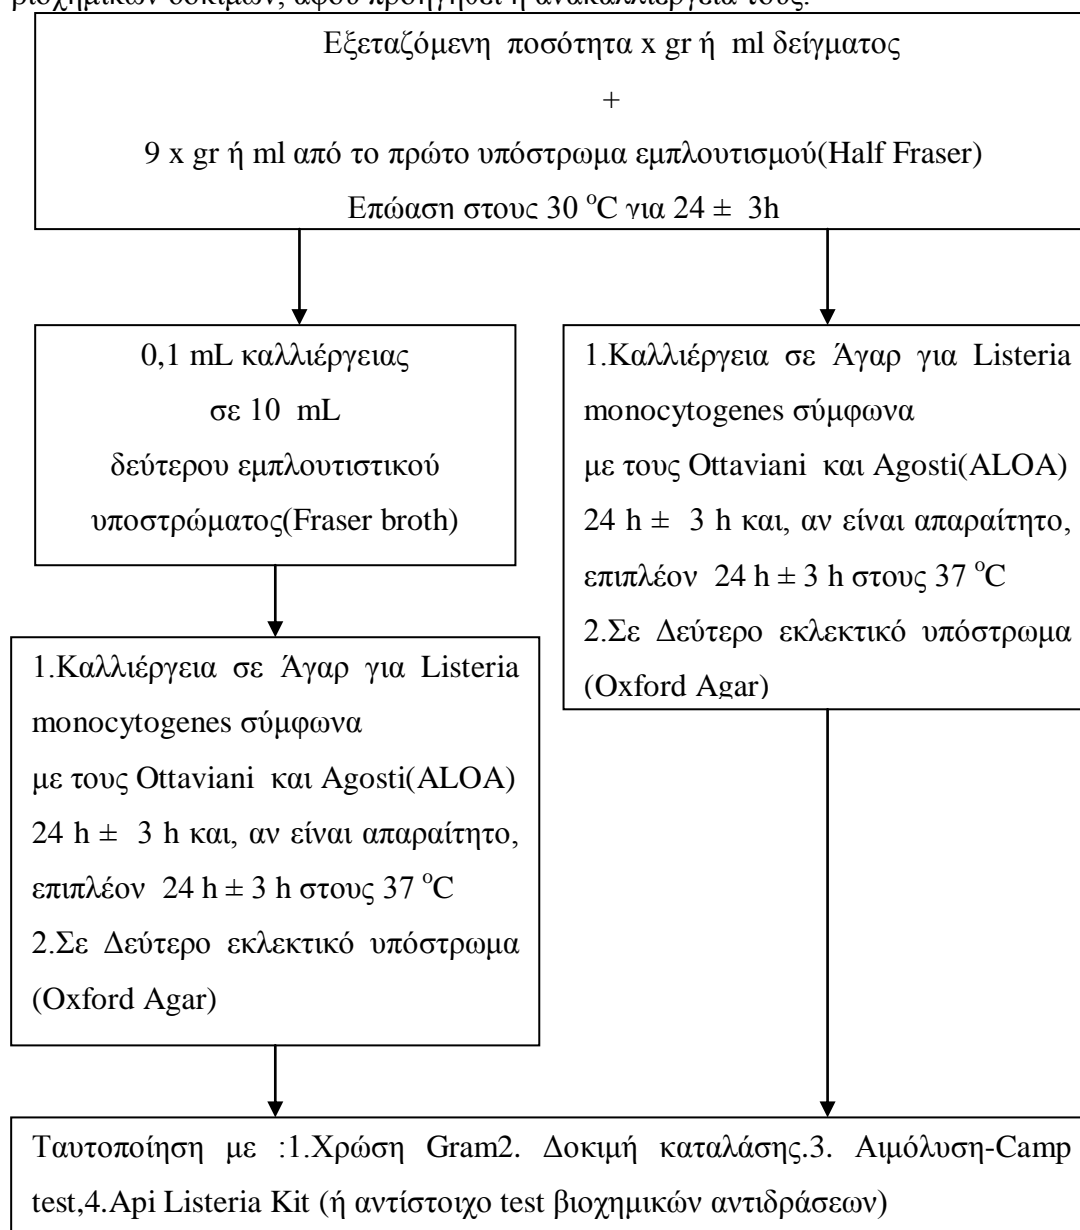 βιοχημικών δοκιμών, αφού προηγηθεί η ανακαλλιέργειά τους.
Εξεταζόμενη ποσότητα x gr ή ml δείγματος
+
9 x gr ή ml από το πρώτο υπόστρωμα εμπλουτισμού(Half Fraser)
Επώαση στους 30 °C για 24 ± 3h
0,1 mL καλλιέργειας
σε 10 mL
δεύτερου εμπλουτιστικού
υποστρώματος(Fraser broth)
1.Καλλιέργεια σε Άγαρ για Listeria
monocytogenes σύμφωνα
με τους Ottaviani και Agosti(ALOA)
24 h ± 3 h και, αν είναι απαραίτητο,
επιπλέον 24 h ± 3 h στους 37 °C
2.Σε Δεύτερο εκλεκτικό υπόστρωμα
(Oxford Agar)
1.Καλλιέργεια σε Άγαρ για Listeria
monocytogenes σύμφωνα
με τους Ottaviani και Agosti(ALOA)
24 h ± 3 h και, αν είναι απαραίτητο,
επιπλέον 24 h ± 3 h στους 37 °C
2.Σε Δεύτερο εκλεκτικό υπόστρωμα
(Oxford Agar)
Ταυτοποίηση με :1.Χρώση Gram2. Δοκιμή καταλάσης.3. Αιμόλυση-Camp
test,4.Api Listeria Kit (ή αντίστοιχο test βιοχημικών αντιδράσεων)